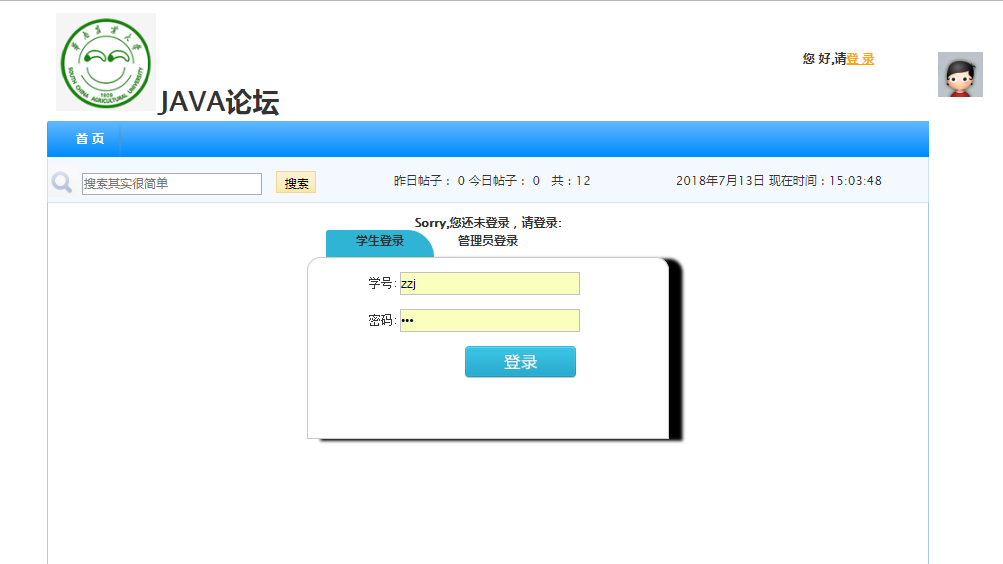 华南农业大学
SOUTH CHINA AGRICULTURAL UNIVERSITY
1909
JAVA论坛
您 好,请登 录
首 页
搜索其实很简单 搜索 昨日帖子： 0 今日帖子： 0 共：12 2018年7月13日 现在时间：15:03:48
Sorry,您还未登录，请登录:
学生登录 管理员登录
学号: zzj
密码: •••
登录